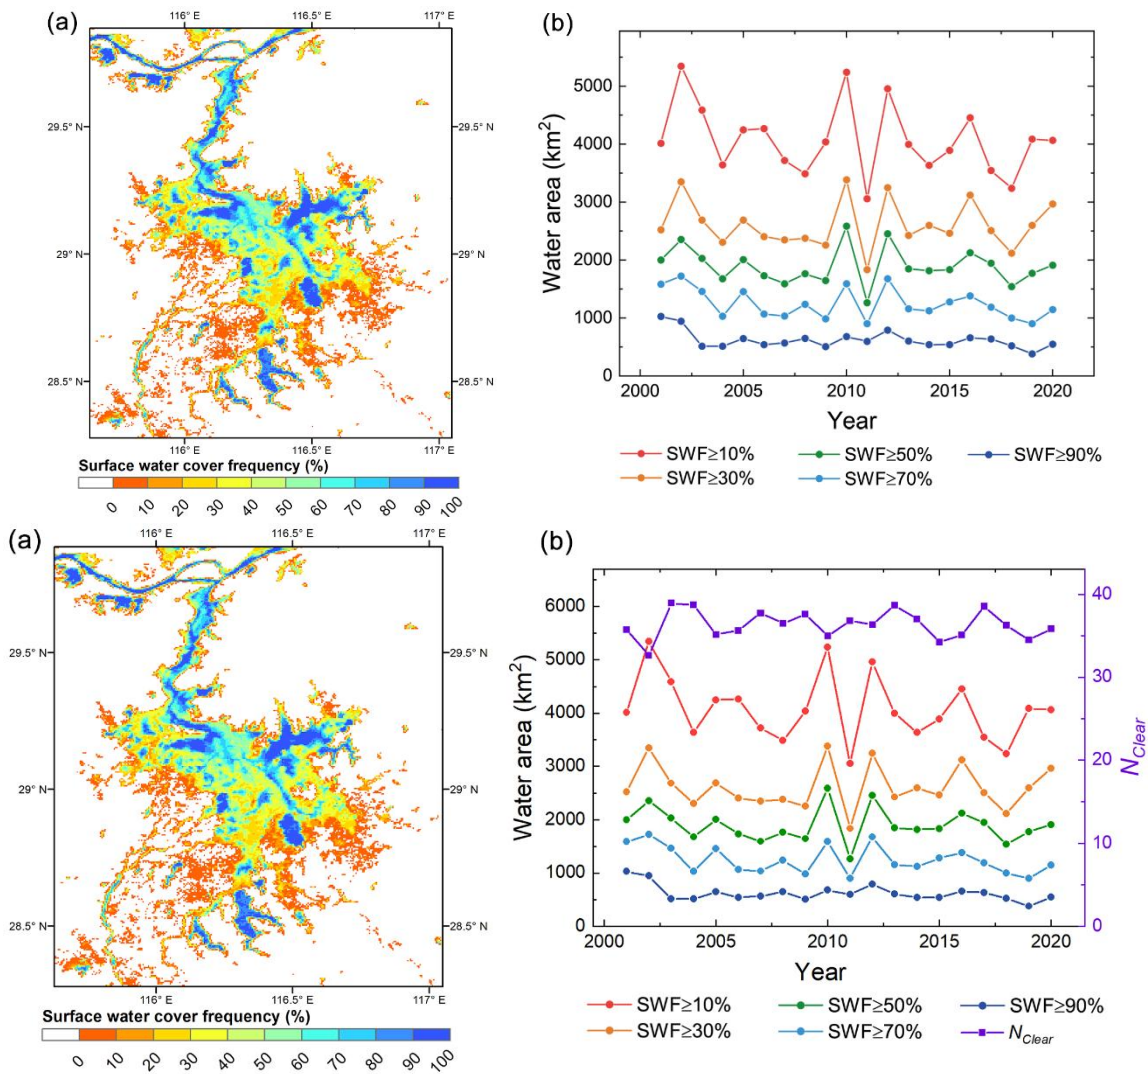 (a)
116° E
116.5° E
117° E
29.5° N
29.5° N
29° N
29° N
28.5° N
28.5° N
116° E
116.5° E
117° E
Surface water cover frequency (%)
0 10 20 30 40 50 60 70 80 90 100
(b)
Water area (km²)
5000
4000
3000
2000
1000
0
2000 2005 2010 2015 2020
Year
SWF≥10% SWF≥50% SWF≥90%
SWF≥30% SWF≥70%
(a)
116° E 116.5° E 117° E
29.5° N
29.5° N
29° N
29° N
28.5° N
28.5° N
116° E 116.5° E 117° E
Surface water cover frequency (%)
0 10 20 30 40 50 60 70 80 90 100
(b)
Water area (km²)
6000
5000
4000
3000
2000
1000
0
40
30
20
10
0
N_Clear
2000 2005 2010 2015 2020
Year
SWF≥10% SWF≥50% SWF≥90%
SWF≥30% SWF≥70% N_Clear